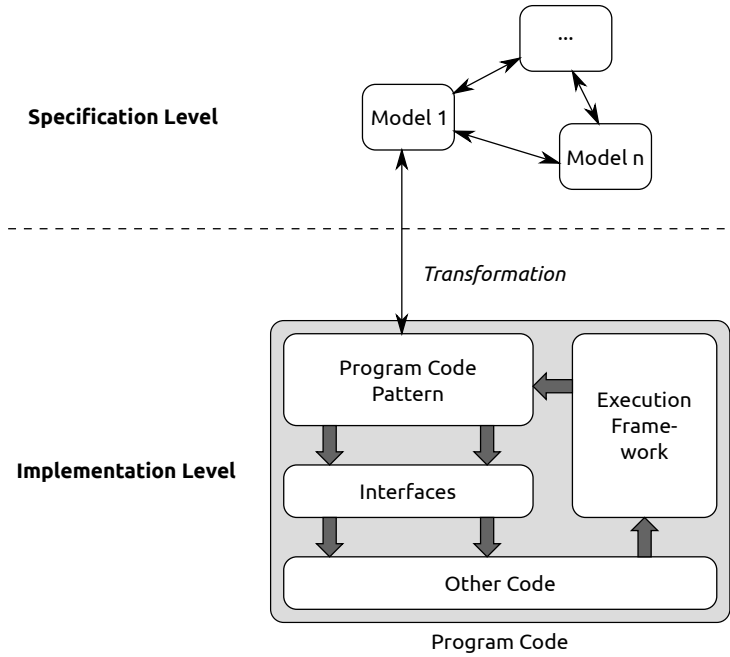 ...
Specification Level
Model 1
Model n
Transformation
Program Code
Pattern
Execution
Frame-
work
Implementation Level
Interfaces
Other Code
Program Code